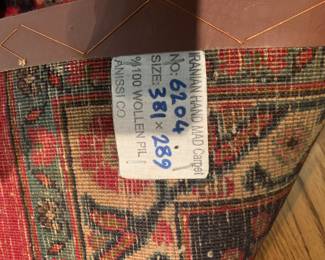 IRANIAN HAND MAD Carpet
NO: 6204
SIZE: 381 × 289
%100 WOLLEN PIL
ANISSI CO